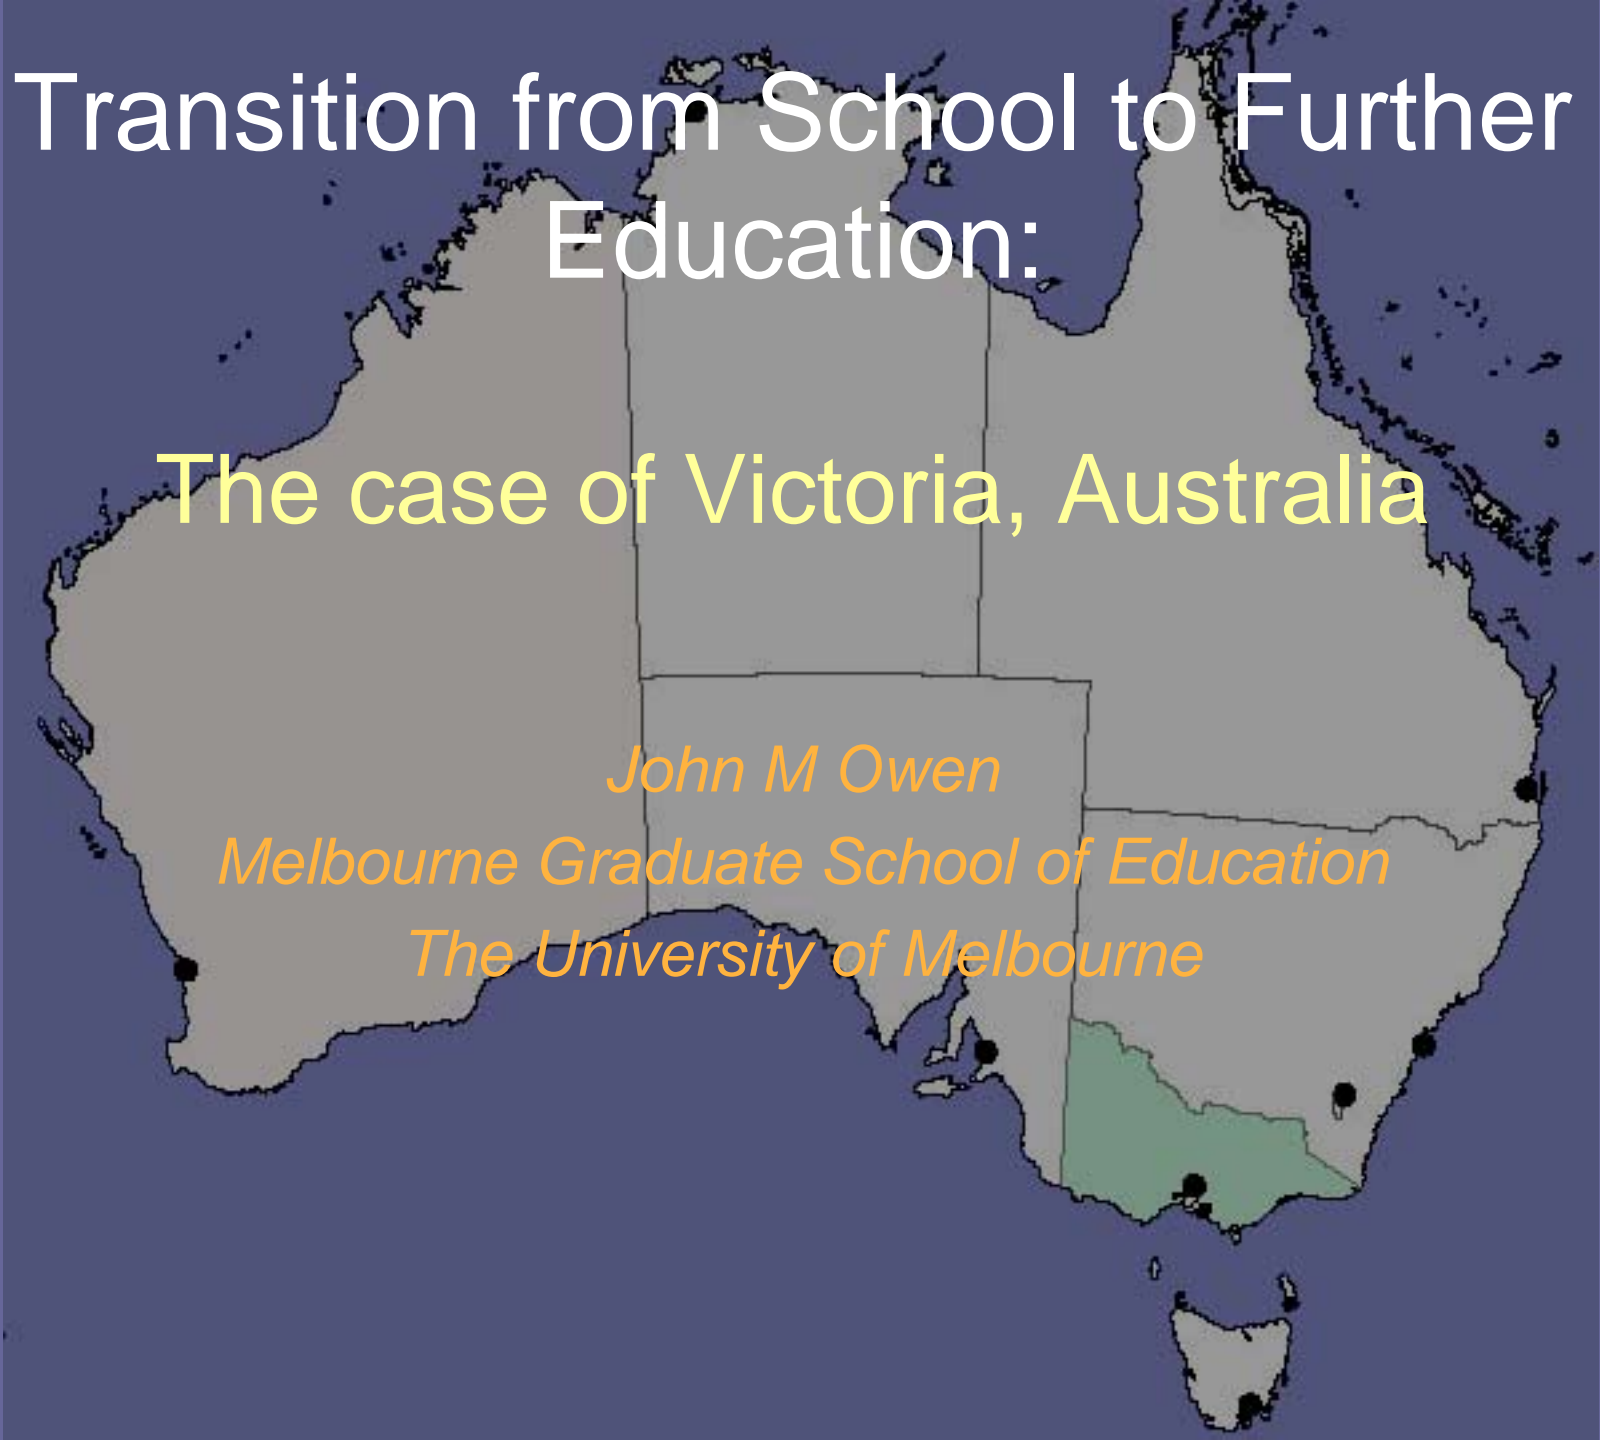 Transition from School to Further
Education:
The case of Victoria, Australia
John M Owen
Melbourne Graduate School of Education
The University of Melbourne